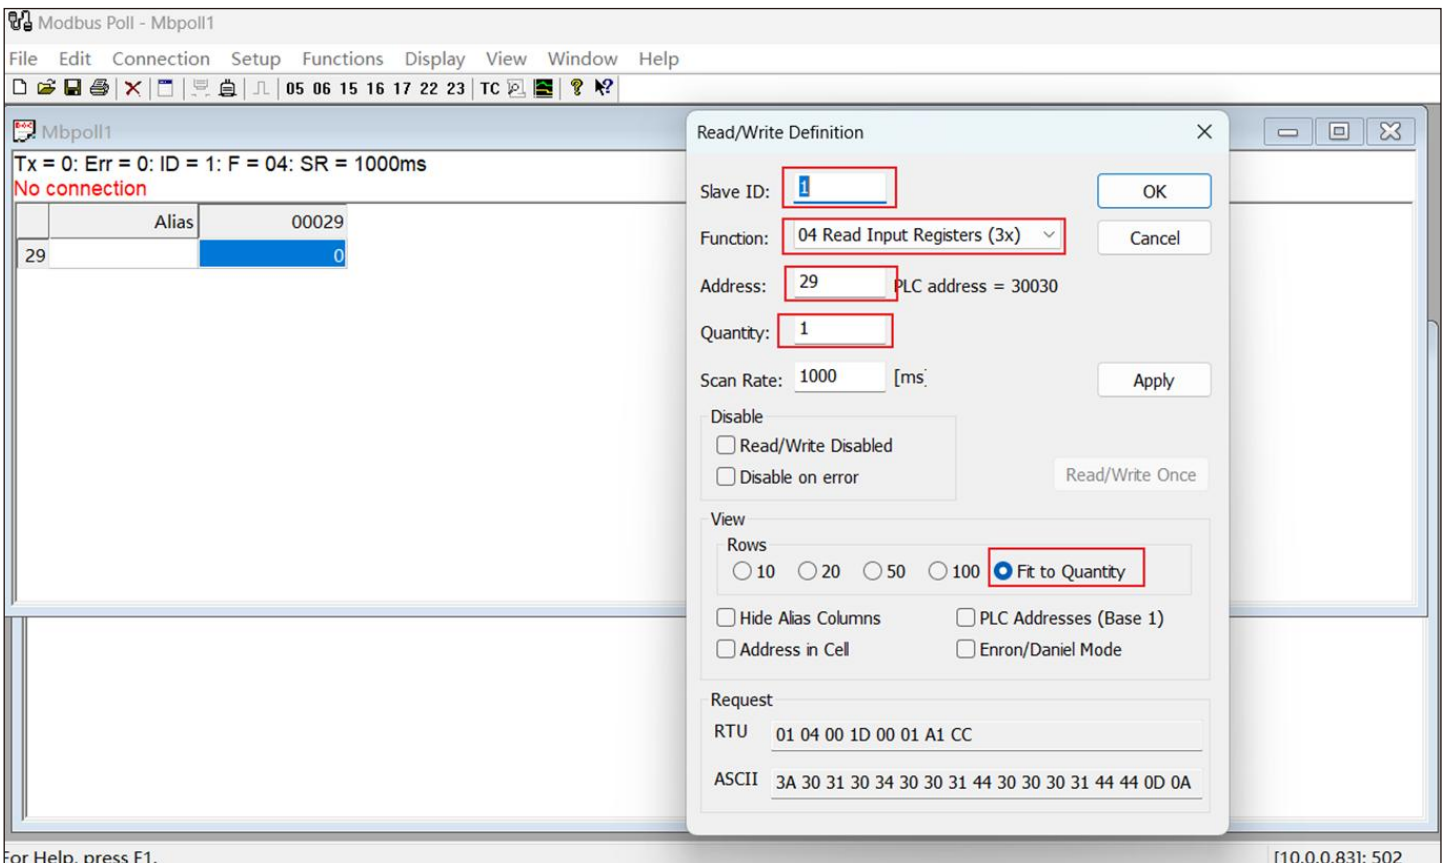 Modbus Poll - Mbpoll1
File Edit Connection Setup Functions Display View Window Help
05 06 15 16 17 22 23 TC
Mbpoll1
Tx = 0: Err = 0: ID = 1: F = 04: SR = 1000ms
No connection
Alias 00029
29 0
Read/Write Definition
Slave ID: 1 OK
Function: 04 Read Input Registers (3x) Cancel
Address: 29 PLC address = 30030
Quantity: 1
Scan Rate: 1000 [ms] Apply
Disable
Read/Write Disabled
Disable on error Read/Write Once
View
Rows
10 20 50 100 Fit to Quantity
Hide Alias Columns PLC Addresses (Base 1)
Address in Cell Enron/Daniel Mode
Request
RTU 01 04 00 1D 00 01 A1 CC
ASCII 3A 30 31 30 34 30 30 31 44 30 30 30 31 44 44 0D 0A
For Help, press F1. [10.0.0.83]: 502